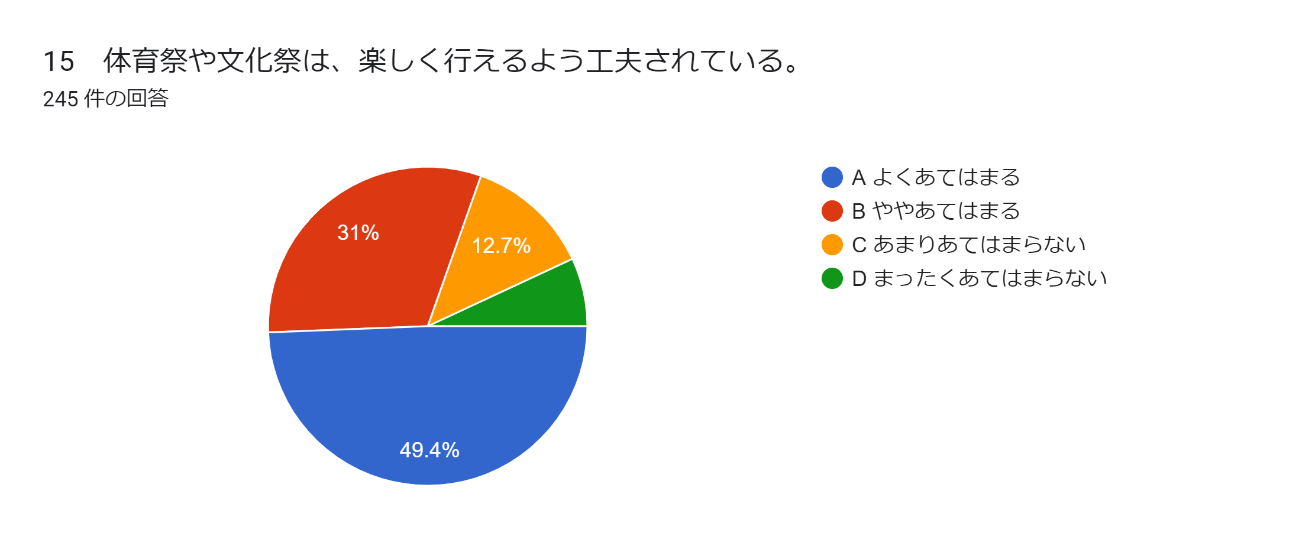 15　体育祭や文化祭は、楽しく行えるよう工夫されている。
245 件の回答
A よくあてはまる
B ややあてはまる
C あまりあてはまらない
D まったくあてはまらない
31%
12.7%
49.4%